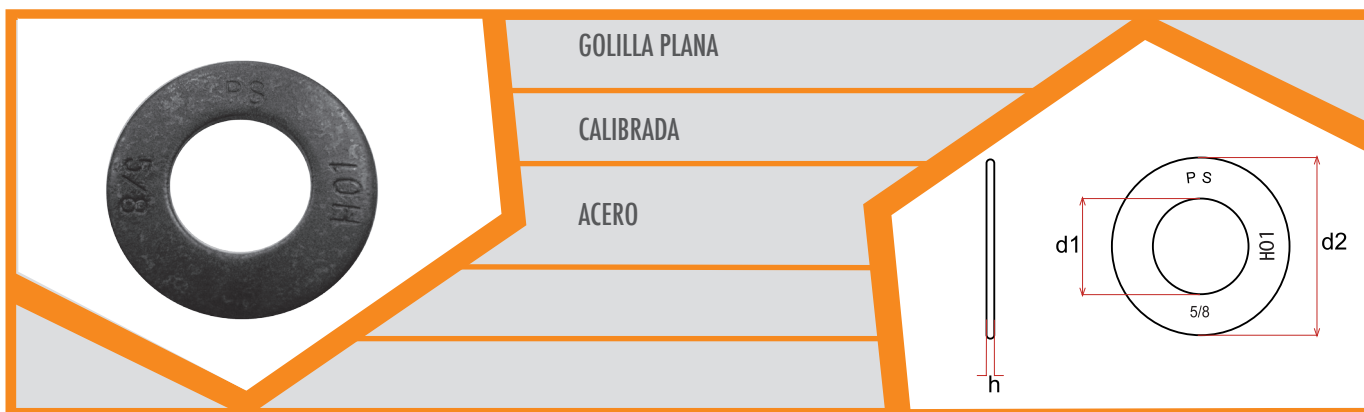 GOLILLA PLANA
CALIBRADA
ACERO
P S
5/8
H01
P S
H01
5/8
d1
d2
h